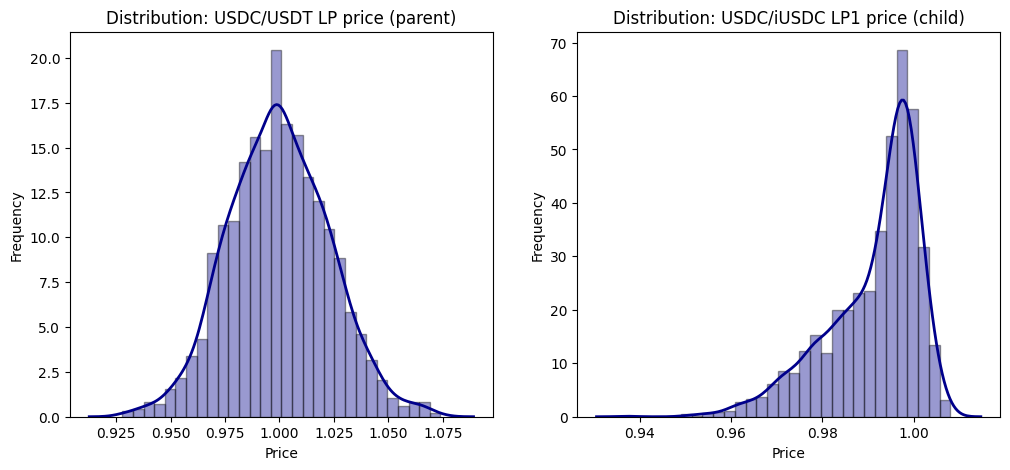 Distribution: USDC/USDT LP price (parent)
Frequency
20.0
17.5
15.0
12.5
10.0
7.5
5.0
2.5
0.0
0.925 0.950 0.975 1.000 1.025 1.050 1.075
Price
Distribution: USDC/iUSDC LP1 price (child)
Frequency
70
60
50
40
30
20
10
0
0.94 0.96 0.98 1.00
Price